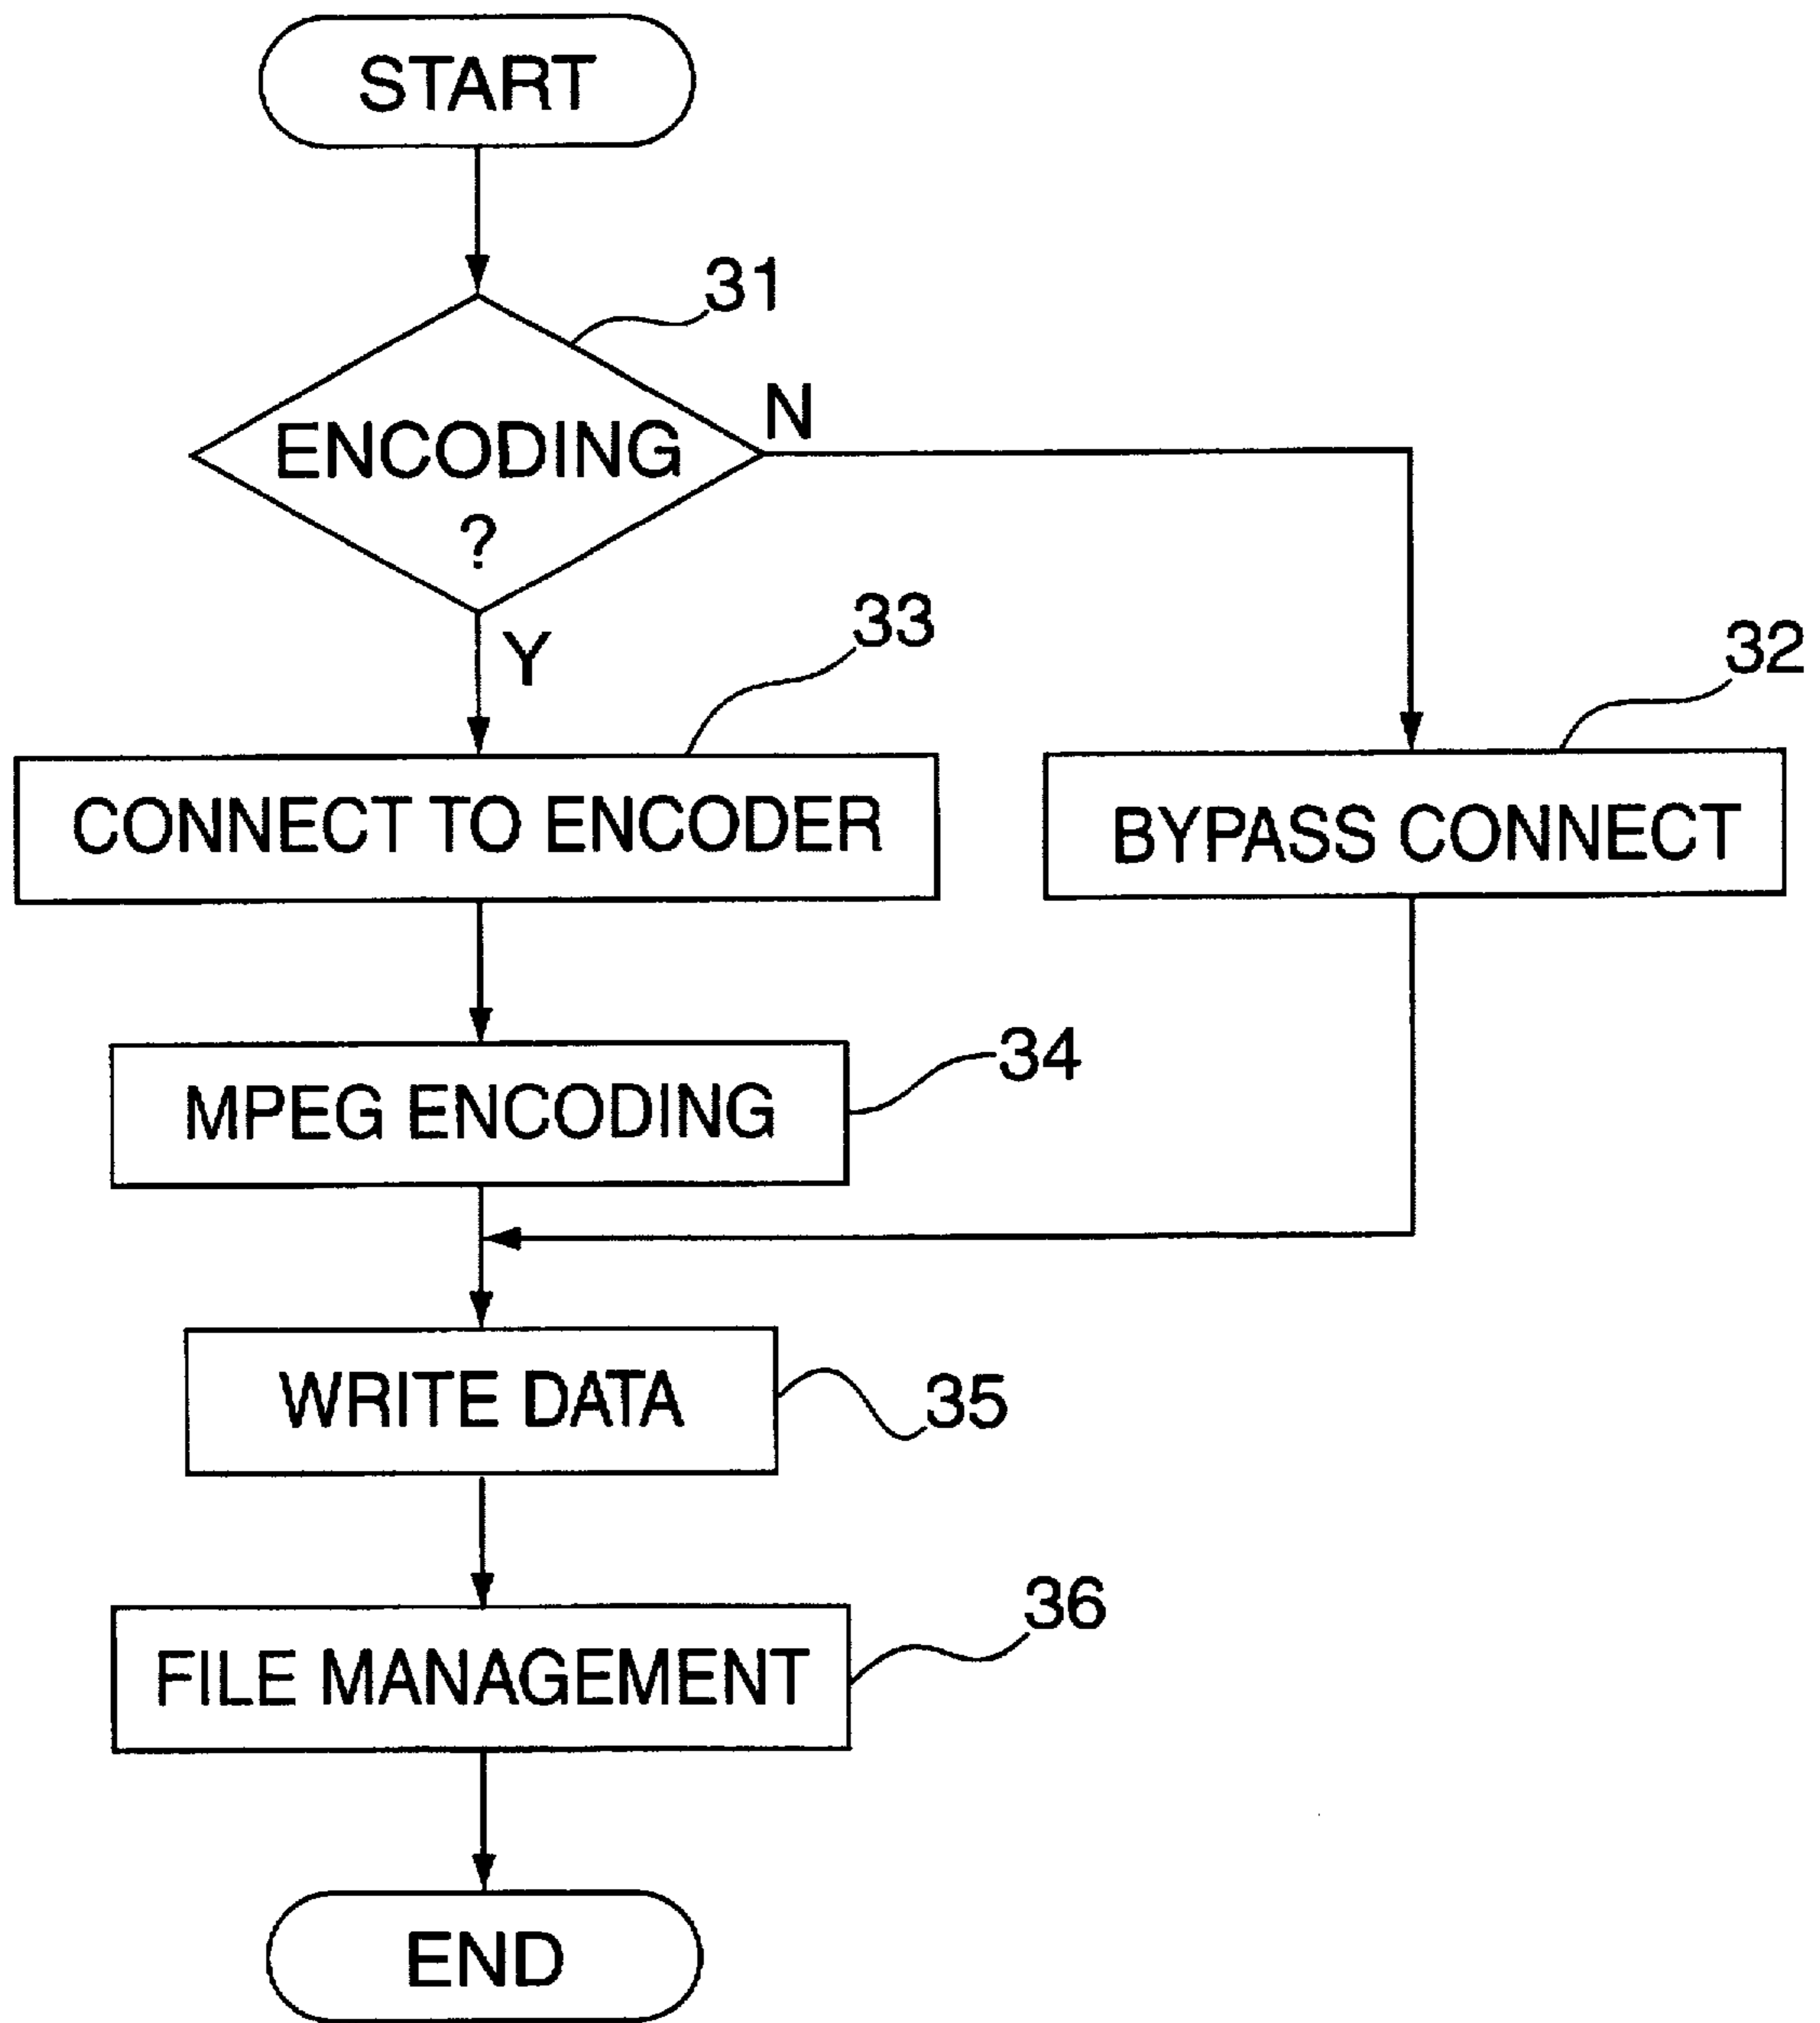 START
31
ENCODING
?
N
Y
33
32
CONNECT TO ENCODER
BYPASS CONNECT
34
MPEG ENCODING
WRITE DATA
35
36
FILE MANAGEMENT
END